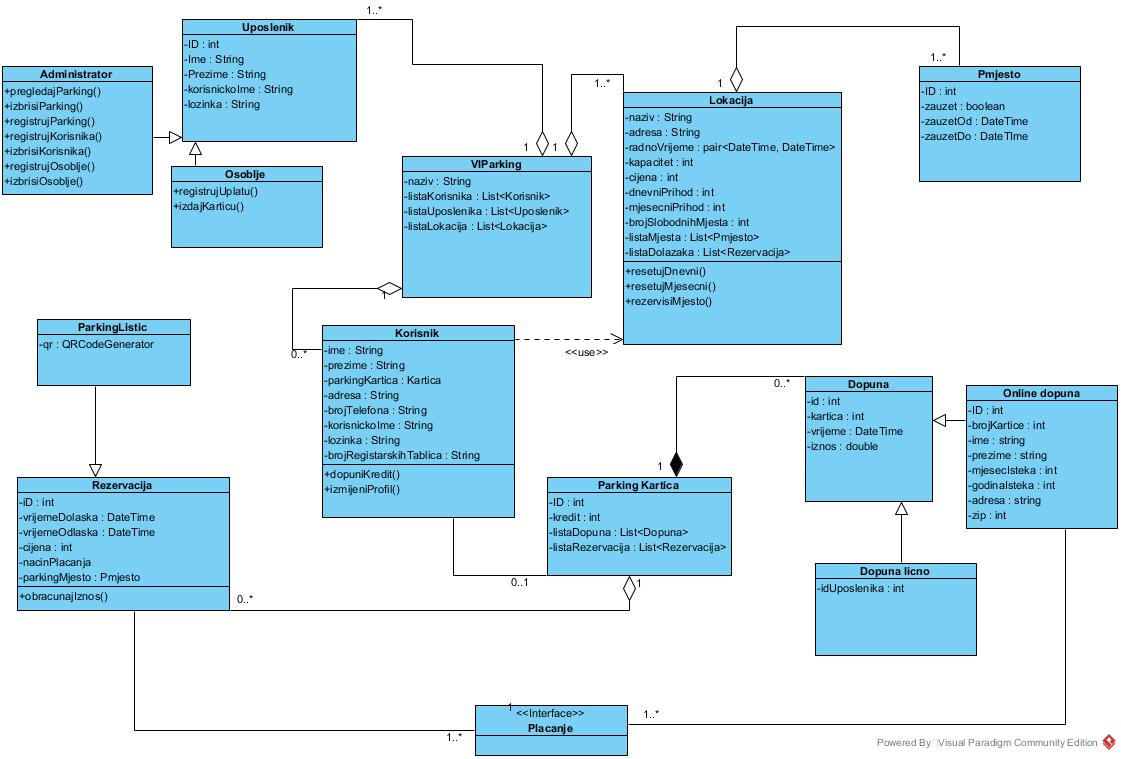 Uposlenik
-ID : int
-Ime : String
-Prezime : String
-korisnickoIme : String
-lozinka : String
1..*
Administrator
+pregledajParking()
+izbrisiParking()
+registrujParking()
+registrujKorisnika()
+izbrisiKorisnika()
+registrujOsoblje()
+izbrisiOsoblje()
Osoblje
+registrujUplatu()
+izdajKarticu()
1
1
1..*
VIParking
-naziv : String
-listaKorisnika : List<Korisnik>
-listaUposlenika : List<Uposlenik>
-listaLokacija : List<Lokacija>
1
0..*
1
Lokacija
-naziv : String
-adresa : String
-radnoVrijeme : pair<DateTime, DateTime>
-kapacitet : int
-cijena : int
-dnevniPrihod : int
-mjesecniPrihod : int
-brojSlobodnihMjesta : int
-listaMjesta : List<Pmjesto>
-listaDolazaka : List<Rezervacija>
+resetujDnevni()
+resetujMjesecni()
+rezervisiMjesto()
1..*
Pmjesto
-ID : int
-zauzet : boolean
-zauzetOd : DateTime
-zauzetDo : DateTIme
ParkingListic
-qr : QRCodeGenerator
Korisnik
-ime : String
-prezime : String
-parkingKartica : Kartica
-adresa : String
-brojTelefona : String
-korisnickoIme : String
-lozinka : String
-brojRegistarskihTablica : String
+dopuniKredit()
+izmijeniProfil()
<<use>>
0..*
Dopuna
-id : int
-kartica : int
-vrijeme : DateTime
-iznos : double
Online dopuna
-ID : int
-brojKartice : int
-ime : string
-prezime : string
-mjesecIsteka : int
-godinaIsteka : int
-adresa : string
-zip : int
1
Parking Kartica
-ID : int
-kredit : int
-listaDopuna : List<Dopuna>
-listaRezervacija : List<Rezervacija>
0..1
1
Rezervacija
-iD : int
-vrijemeDolaska : DateTime
-vrijemeOdlaska : DateTime
-cijena : int
-nacinPlacanja
-parkingMjesto : Pmjesto
+obracunajIznos()
0..*
Dopuna licno
-idUposlenika : int
1
<<Interface>>
Placanje
1..*
1..*
Powered By Visual Paradigm Community Edition